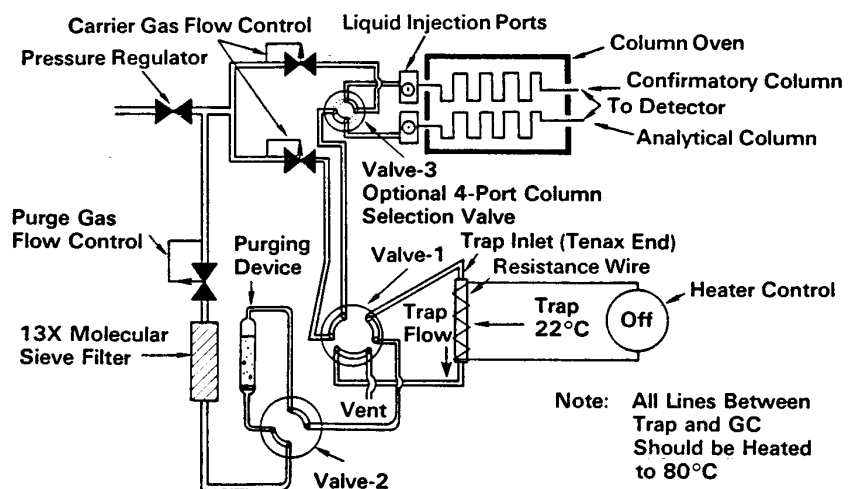 Carrier Gas Flow Control
Liquid Injection Ports
Pressure Regulator
Column Oven
Confirmatory Column
To Detector
Analytical Column
Valve-3
Optional 4-Port Column
Selection Valve
Purge Gas
Flow Control
Purging
Device
Valve-1
Trap Inlet (Tenax End)
Resistance Wire
Heater Control
Trap
Flow
Trap
22°C
Off
13X Molecular
Sieve Filter
Vent
Valve-2
Note: All Lines Between
Trap and GC
Should be Heated
to 80°C